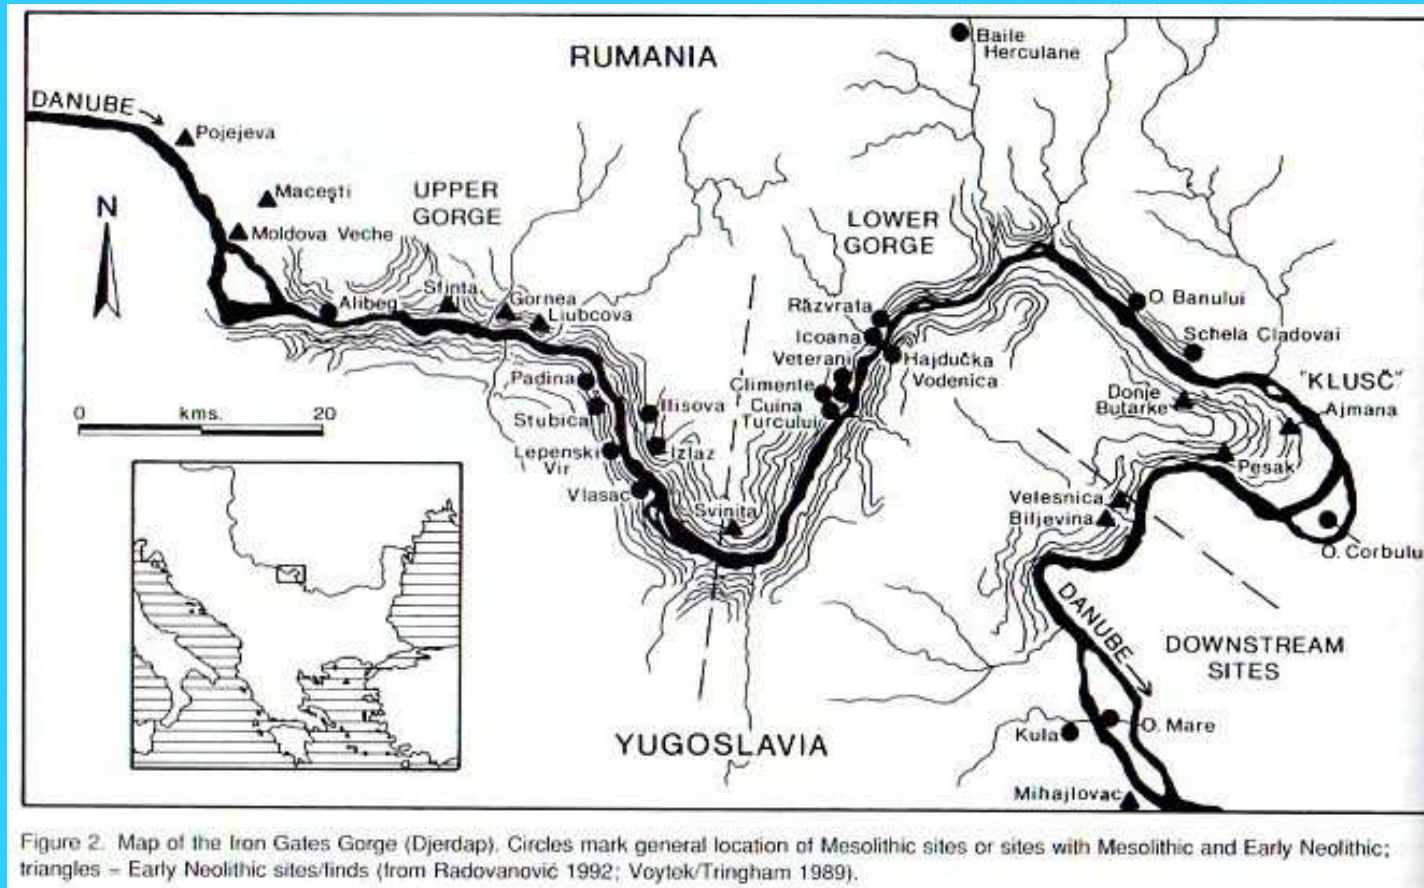 RUMANIA
Baile
Herculane
DANUBE
Pojejeva
Maceşti
UPPER
GORGE
N
Moldova Veche
LOWER
GORGE
Alibeg
Sfinta
Gornea
Liubcova
Răzvrata
O. Banului
Icoana
Schela Cladovai
Veterani
Hajdučka
Vodenica
Padina
Climente
"KLUSČ"
Ajmana
Donje
Butarke
0 kms. 20
Stubica
Ilisova
Cuina
Turcului
Lepenski
Vir
Izlaz
Pesak
Vlasac
Svinita
Velesnica
Biljevina
O. Corbului
DANUBE
DOWNSTREAM
SITES
YUGOSLAVIA
Kula
O. Mare
Mihajlovac
Figure 2. Map of the Iron Gates Gorge (Djerdap). Circles mark general location of Mesolithic sites or sites with Mesolithic and Early Neolithic;
triangles – Early Neolithic sites/finds (from Radovanović 1992; Voytek/Tringham 1989).